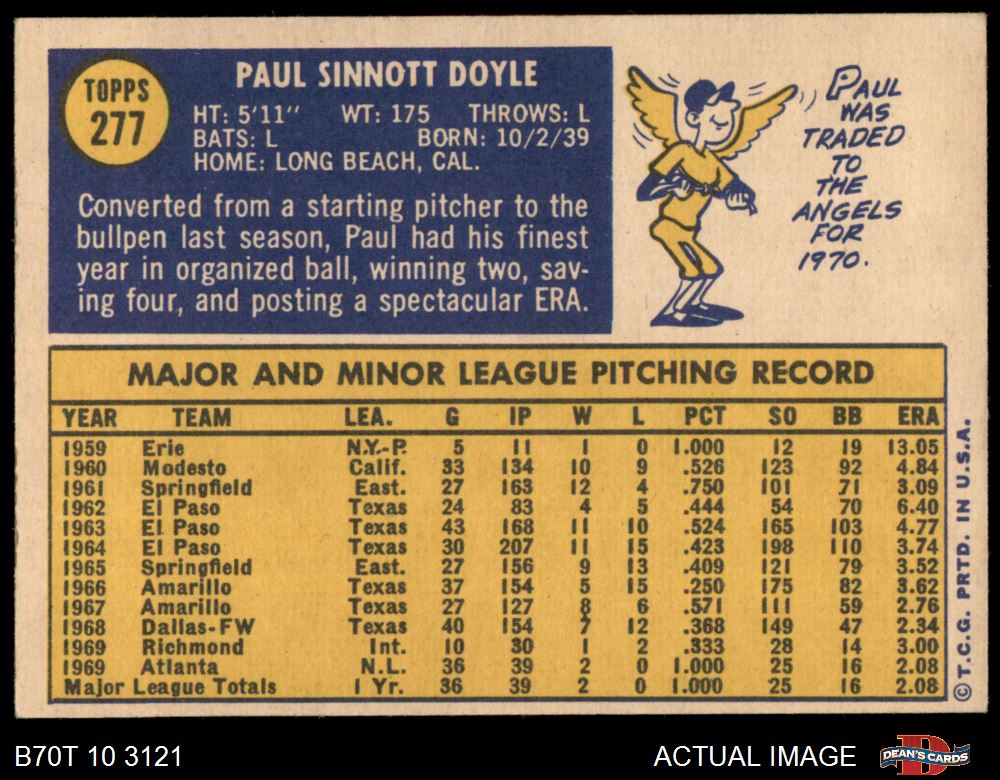 TOPPS
277
PAUL SINNOTT DOYLE
HT: 5'11" WT: 175 THROWS: L
BATS: L BORN: 10/2/39
HOME: LONG BEACH, CAL.
Converted from a starting pitcher to the
bullpen last season, Paul had his finest
year in organized ball, winning two, sav-
ing four, and posting a spectacular ERA.
PAUL
WAS
TRADED
TO
THE
ANGELS
FOR
1970.
MAJOR AND MINOR LEAGUE PITCHING RECORD
YEAR TEAM LEA. G IP W L PCT SO BB ERA
1959 Erie N.Y.-P. 5 11 1 0 1.000 12 19 13.05
1960 Modesto Calif. 33 134 10 9 .526 123 92 4.84
1961 Springfield East. 27 163 12 4 .750 101 71 3.09
1962 El Paso Texas 24 83 4 5 .444 54 70 6.40
1963 El Paso Texas 43 168 11 10 .524 165 103 4.77
1964 El Paso Texas 30 207 11 15 .423 198 110 3.74
1965 Springfield East. 27 156 9 13 .409 121 79 3.52
1966 Amarillo Texas 37 154 5 15 .250 175 82 3.62
1967 Amarillo Texas 27 127 8 6 .571 111 59 2.76
1968 Dallas-FW Texas 40 154 7 12 .368 149 47 2.34
1969 Richmond Int. 10 30 1 2 .333 28 14 3.00
1969 Atlanta N.L. 36 39 2 0 1.000 25 16 2.08
Major League Totals 1 Yr. 36 39 2 0 1.000 25 16 2.08
© T.C.G. PRTD. IN U.S.A.
B70T 10 3121
ACTUAL IMAGE
DEAN'S CARDS